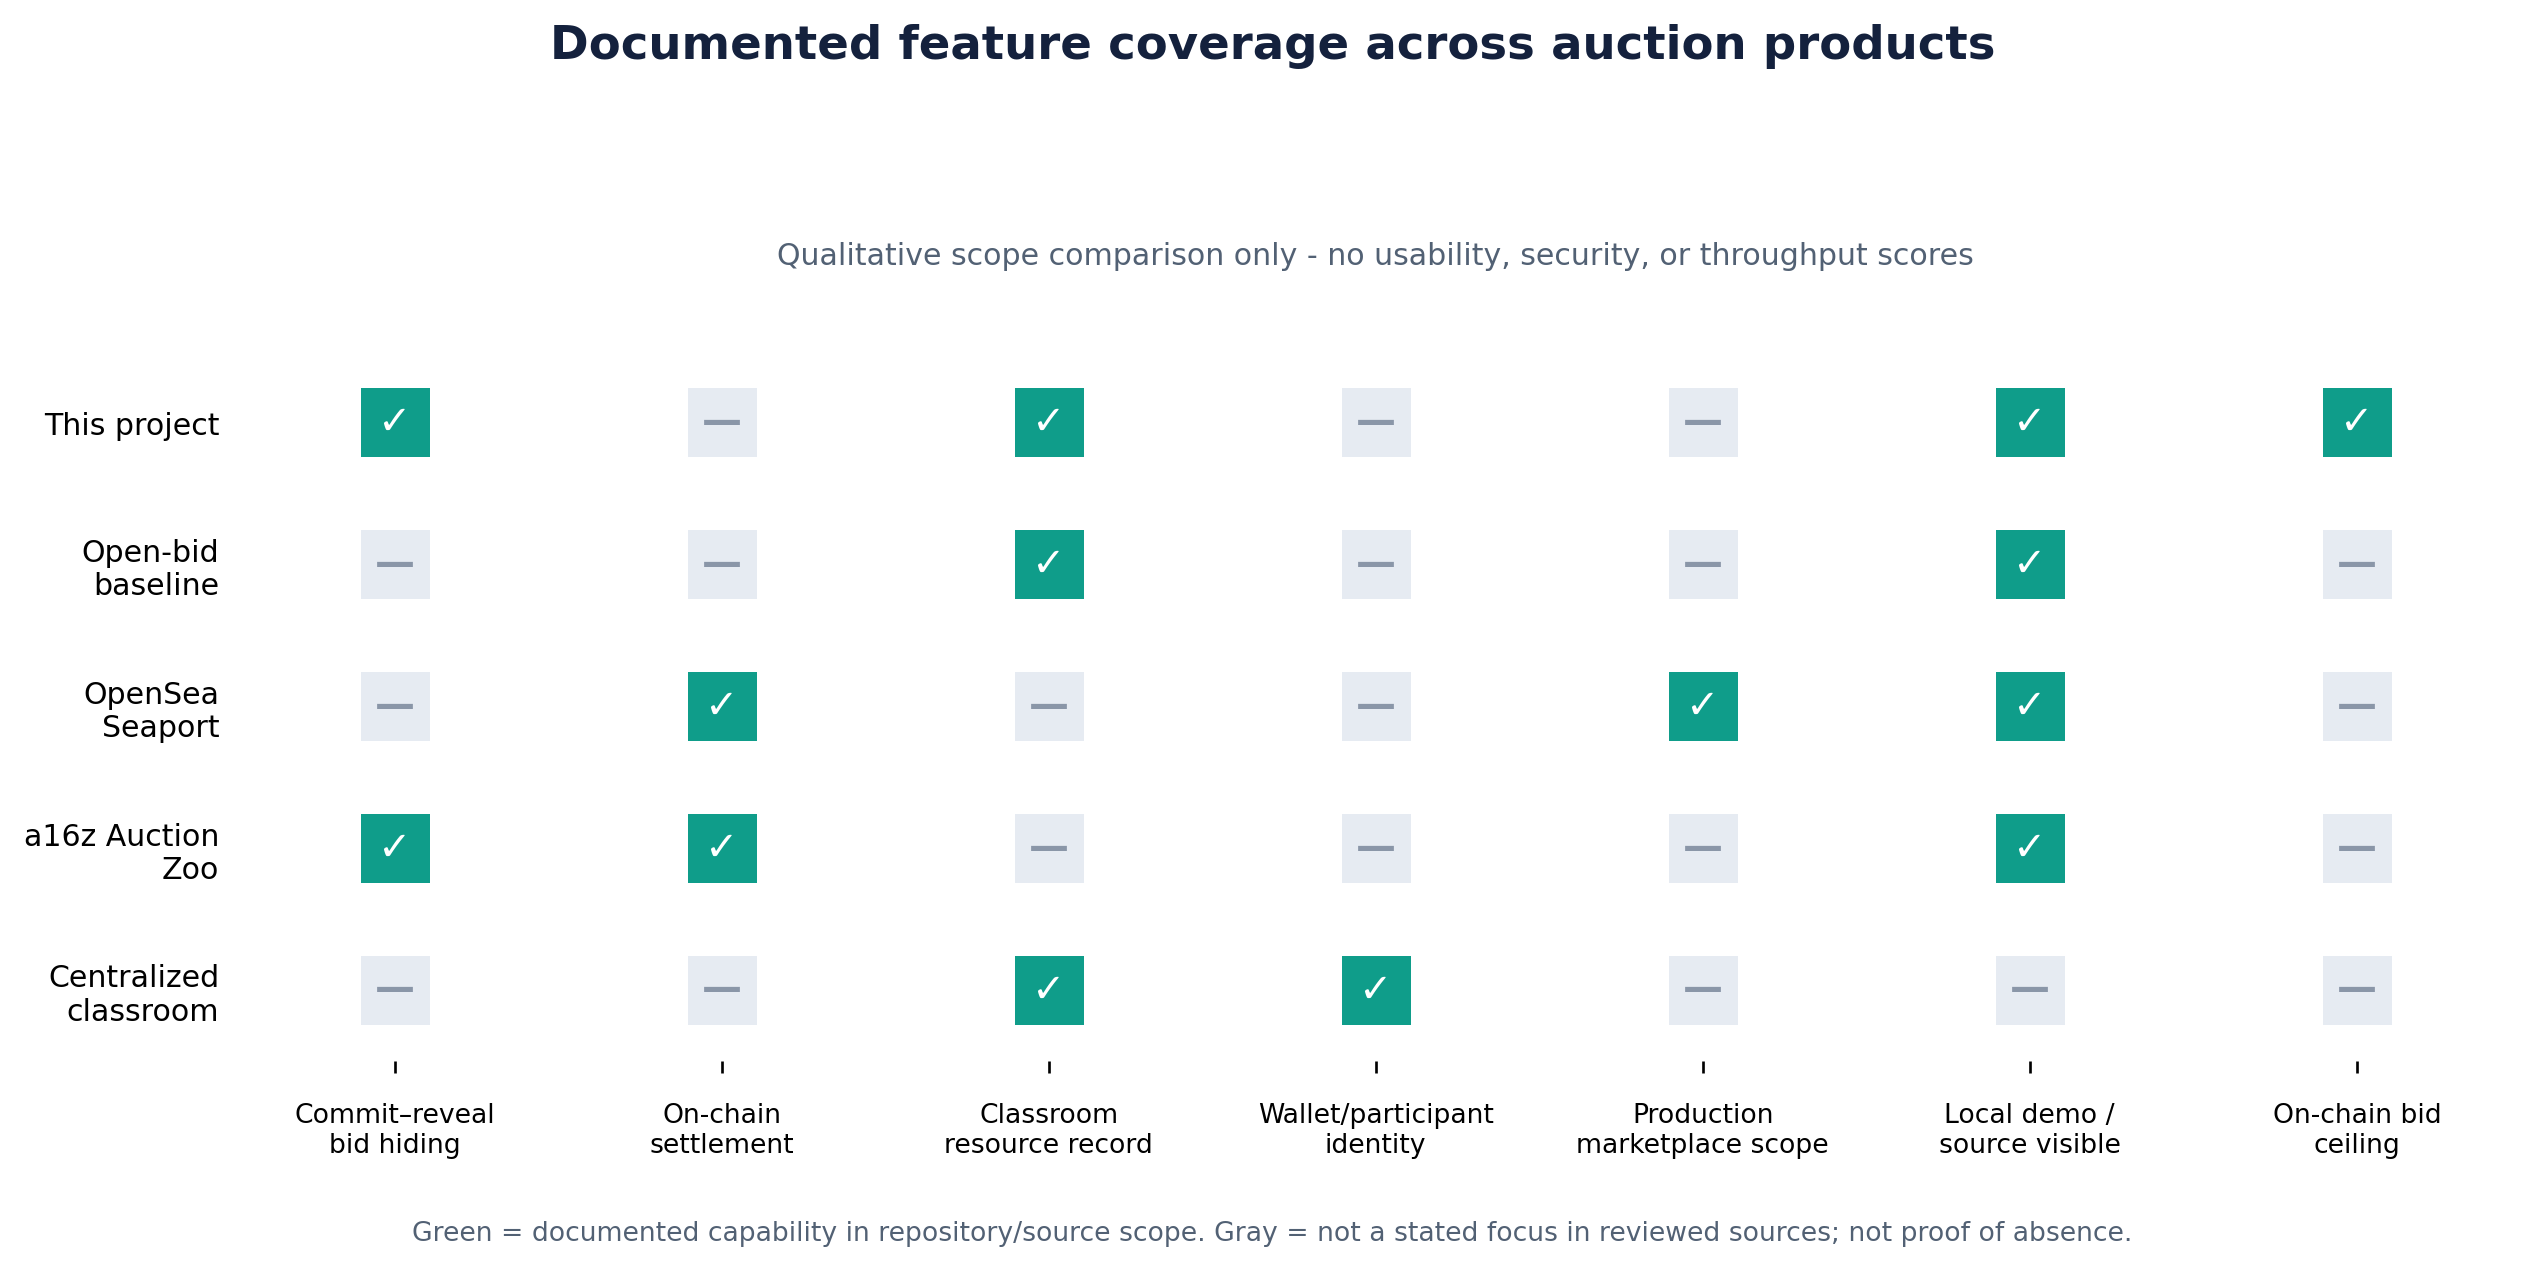 Documented feature coverage across auction products
Qualitative scope comparison only - no usability, security, or throughput scores
This project ✓ — ✓ — — ✓ ✓
Open-bid
baseline — — ✓ — — ✓ —
OpenSea
Seaport — ✓ — — ✓ ✓ —
a16z Auction
Zoo ✓ ✓ — — — ✓ —
Centralized
classroom — — ✓ ✓ — — —
Commit–reveal
bid hiding
On-chain
settlement
Classroom
resource record
Wallet/participant
identity
Production
marketplace scope
Local demo /
source visible
On-chain bid
ceiling
Green = documented capability in repository/source scope. Gray = not a stated focus in reviewed sources; not proof of absence.